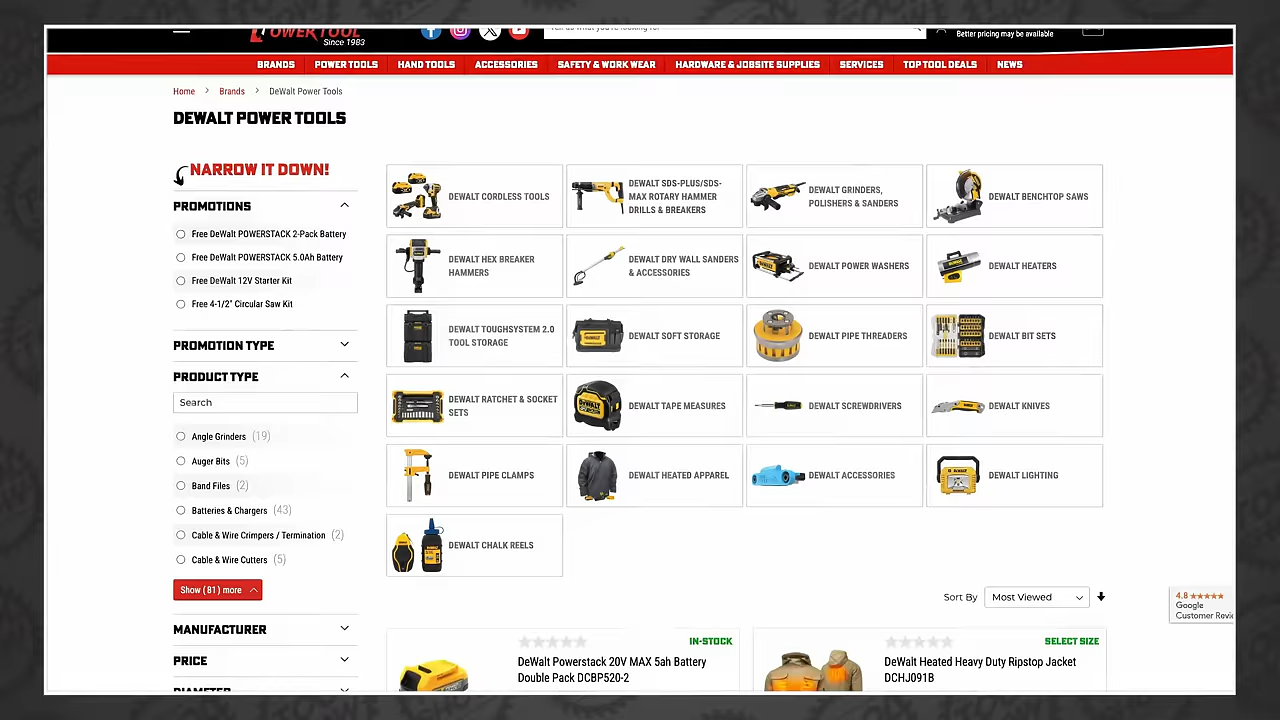 POWERTOOL
Since 1983
Better pricing may be available
BRANDS
POWER TOOLS
HAND TOOLS
ACCESSORIES
SAFETY & WORK WEAR
HARDWARE & JOBSITE SUPPLIES
SERVICES
TOP TOOL DEALS
NEWS
Home > Brands > DeWalt Power Tools
DEWALT POWER TOOLS
NARROW IT DOWN!
PROMOTIONS
Free DeWalt POWERSTACK 2-Pack Battery
Free DeWalt POWERSTACK 5.0Ah Battery
Free DeWalt 12V Starter Kit
Free 4-1/2" Circular Saw Kit
PROMOTION TYPE
PRODUCT TYPE
Search
Angle Grinders (19)
Auger Bits (5)
Band Files (2)
Batteries & Chargers (43)
Cable & Wire Crimpers / Termination (2)
Cable & Wire Cutters (5)
Show (81) more
MANUFACTURER
PRICE
DIAMETER
DEWALT CORDLESS TOOLS
DEWALT SDS-PLUS/SDS-
MAX ROTARY HAMMER
DRILLS & BREAKERS
DEWALT GRINDERS,
POLISHERS & SANDERS
DEWALT BENCHTOP SAWS
DEWALT HEX BREAKER
HAMMERS
DEWALT DRY WALL SANDERS
& ACCESSORIES
DEWALT POWER WASHERS
DEWALT HEATERS
DEWALT TOUGHSYSTEM 2.0
TOOL STORAGE
DEWALT SOFT STORAGE
DEWALT PIPE THREADERS
DEWALT BIT SETS
DEWALT RATCHET & SOCKET
SETS
DEWALT TAPE MEASURES
DEWALT SCREWDRIVERS
DEWALT KNIVES
DEWALT PIPE CLAMPS
DEWALT HEATED APPAREL
DEWALT ACCESSORIES
DEWALT LIGHTING
DEWALT CHALK REELS
Sort By
Most Viewed
4.8
Google
Customer Revie
IN-STOCK
DeWalt Powerstack 20V MAX 5ah Battery
Double Pack DCBP520-2
SELECT SIZE
DeWalt Heated Heavy Duty Ripstop Jacket
DCHJ091B